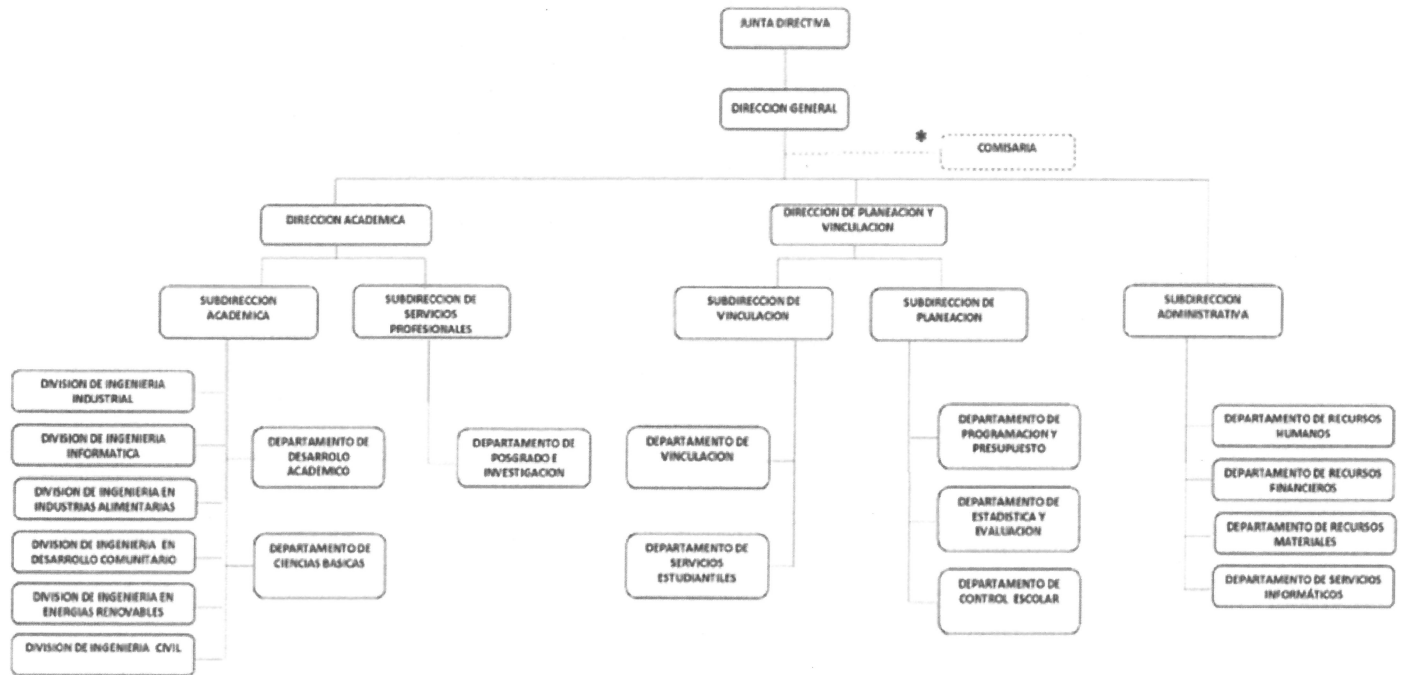 JUNTA DIRECTIVA
DIRECCION GENERAL
*
COMISARIA
DIRECCION ACADEMICA
DIRECCION DE PLANEACION Y
VINCULACION
SUBDIRECCION
ACADEMICA
SUBDIRECCION DE
SERVICIOS
PROFESIONALES
SUBDIRECCION DE
VINCULACION
SUBDIRECCION DE
PLANEACION
SUBDIRECCION
ADMINISTRATIVA
DIVISION DE INGENIERIA
INDUSTRIAL
DIVISION DE INGENIERIA
INFORMATICA
DIVISION DE INGENIERIA EN
INDUSTRIAS ALIMENTARIAS
DIVISION DE INGENIERIA EN
DESARROLLO COMUNITARIO
DIVISION DE INGENIERIA EN
ENERGIAS RENOVABLES
DIVISION DE INGENIERIA CIVIL
DEPARTAMENTO DE
DESARROLO
ACADEMICO
DEPARTAMENTO DE
CIENCIAS BASICAS
DEPARTAMENTO DE
POSGRADO E
INVESTIGACION
DEPARTAMENTO DE
VINCULACION
DEPARTAMENTO DE
SERVICIOS
ESTUDIANTILES
DEPARTAMENTO DE
PROGRAMACION Y
PRESUPUESTO
DEPARTAMENTO DE
ESTADISTICA Y
EVALUACION
DEPARTAMENTO DE
CONTROL ESCOLAR
DEPARTAMENTO DE RECURSOS
HUMANOS
DEPARTAMENTO DE RECURSOS
FINANCIEROS
DEPARTAMENTO DE RECURSOS
MATERIALES
DEPARTAMENTO DE SERVICIOS
INFORMÁTICOS